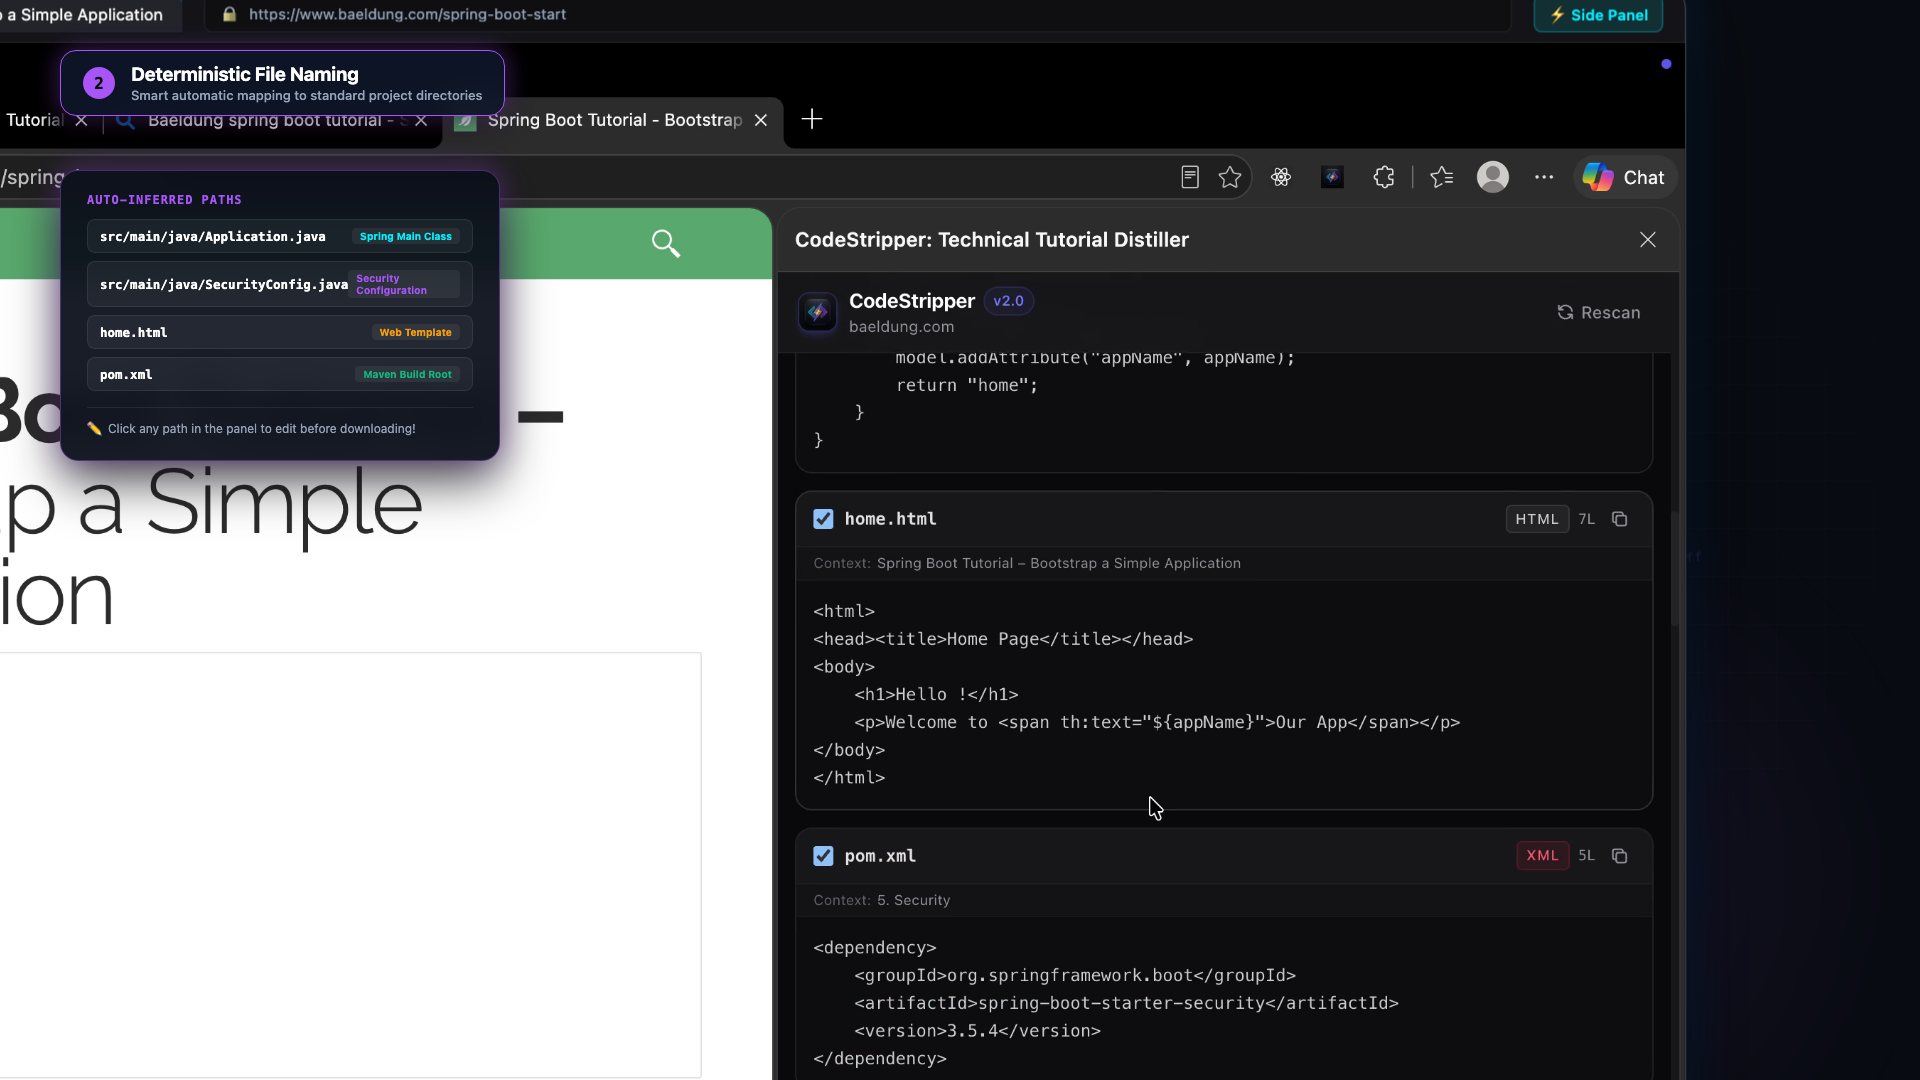 a Simple Application
https://www.baeldung.com/spring-boot-start
⚡ Side Panel
2
Deterministic File Naming
Smart automatic mapping to standard project directories
Tutorial
Baeldung spring boot tutorial -
Spring Boot Tutorial - Bootstrap
/spring-
Chat
AUTO-INFERRED PATHS
src/main/java/Application.java
Spring Main Class
src/main/java/SecurityConfig.java
Security
Configuration
home.html
Web Template
pom.xml
Maven Build Root
✏️ Click any path in the panel to edit before downloading!
Bo –
p a Simple
ion
CodeStripper: Technical Tutorial Distiller
CodeStripper
v2.0
baeldung.com
Rescan
model.addAttribute("appName", appName);
return "home";
}
}
home.html
HTML
7L
Context: Spring Boot Tutorial – Bootstrap a Simple Application
<html>
<head><title>Home Page</title></head>
<body>
<h1>Hello !</h1>
<p>Welcome to <span th:text="${appName}">Our App</span></p>
</body>
</html>
pom.xml
XML
5L
Context: 5. Security
<dependency>
<groupId>org.springframework.boot</groupId>
<artifactId>spring-boot-starter-security</artifactId>
<version>3.5.4</version>
</dependency>